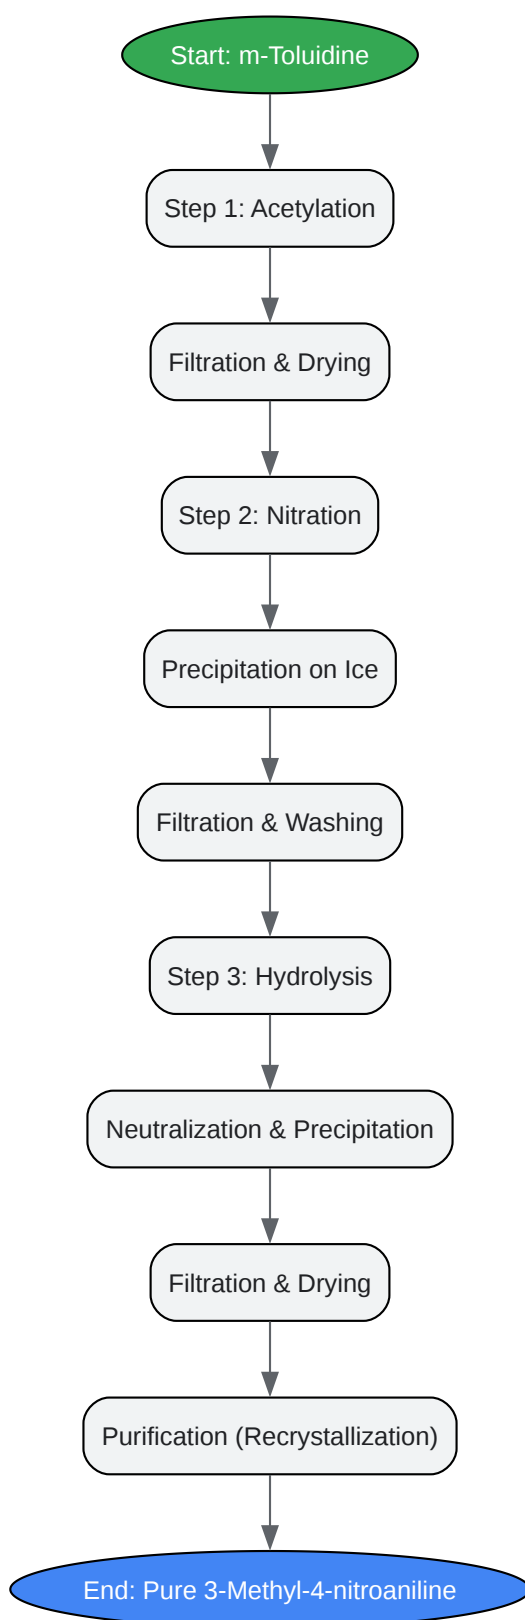 Start: m-Toluidine
Step 1: Acetylation
Filtration & Drying
Step 2: Nitration
Precipitation on Ice
Filtration & Washing
Step 3: Hydrolysis
Neutralization & Precipitation
Filtration & Drying
Purification (Recrystallization)
End: Pure 3-Methyl-4-nitroaniline